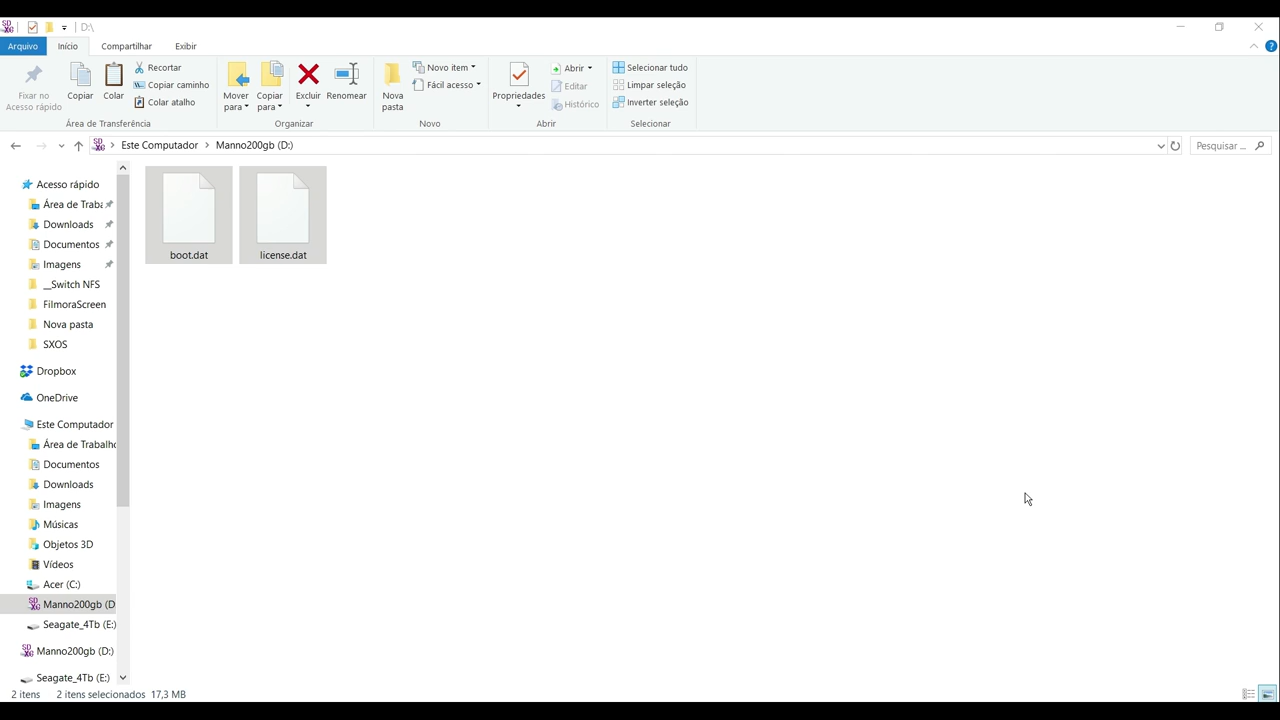 D:\
Arquivo
Início
Compartilhar
Exibir
Fixar no
Acesso rápido
Copiar
Colar
Recortar
Copiar caminho
Colar atalho
Área de Transferência
Mover
para
Copiar
para
Excluir
Renomear
Organizar
Nova
pasta
Novo item
Fácil acesso
Novo
Propriedades
Abrir
Editar
Histórico
Abrir
Selecionar tudo
Limpar seleção
Inverter seleção
Selecionar
Este Computador
Manno200gb (D:)
Pesquisar ...
Acesso rápido
Área de Traba
Downloads
Documentos
Imagens
__Switch NFS
FilmoraScreen
Nova pasta
SXOS
Dropbox
OneDrive
Este Computador
Área de Trabalho
Documentos
Downloads
Imagens
Músicas
Objetos 3D
Vídeos
Acer (C:)
Manno200gb (D
Seagate_4Tb (E:)
Manno200gb (D:)
Seagate_4Tb (E:)
boot.dat
license.dat
2 itens
2 itens selecionados 17,3 MB